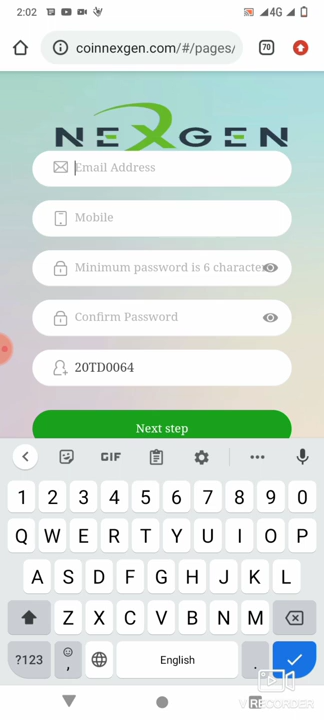 2:02 4G
coinnexgen.com/#/pages/ 70
NEXGEN
Email Address
Mobile
Minimum password is 6 character
Confirm Password
20TD0064
Next step
GIF
1 2 3 4 5 6 7 8 9 0
Q W E R T Y U I O P
A S D F G H J K L
Z X C V B N M
?123 , English .
V RECORDER